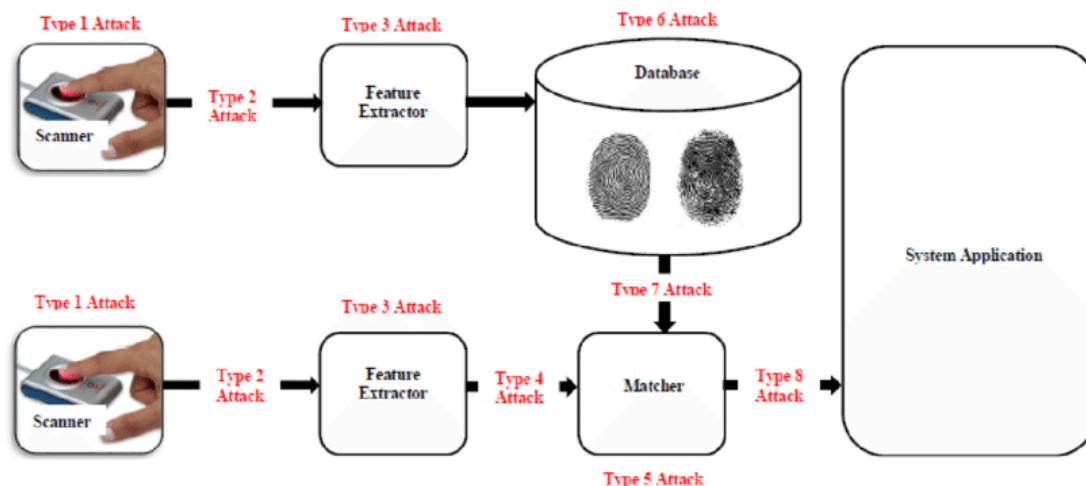 Type 1 Attack
Type 3 Attack
Type 6 Attack
Scanner
Type 2
Attack
Feature
Extractor
Database
System Application
Type 7 Attack
Type 1 Attack
Type 3 Attack
Scanner
Type 2
Attack
Feature
Extractor
Type 4
Attack
Matcher
Type 8
Attack
Type 5 Attack